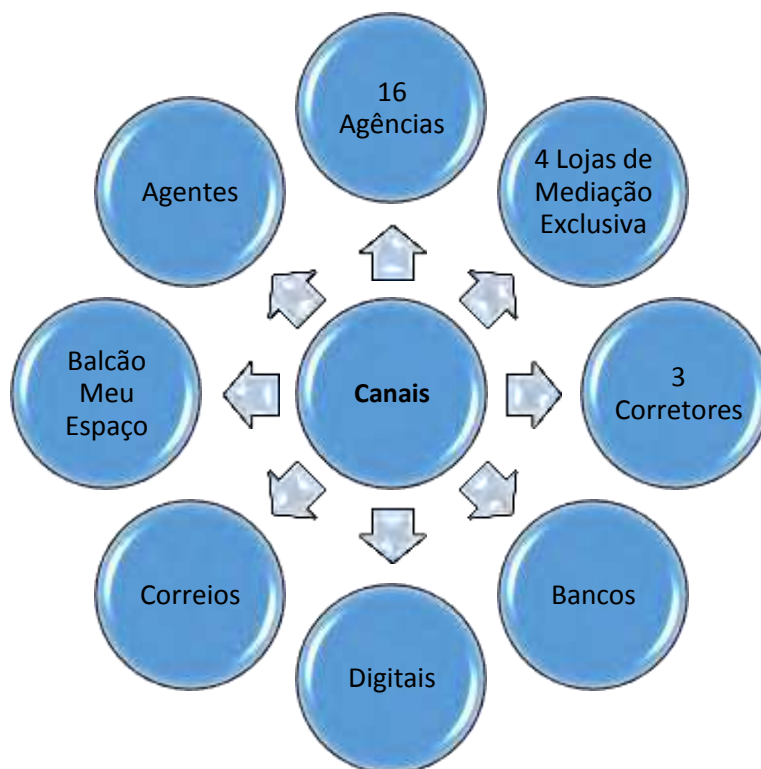 16
Agências
4 Lojas de
Mediação
Exclusiva
3
Corretores
Bancos
Digitais
Correios
Balcão
Meu
Espaço
Agentes
Canais